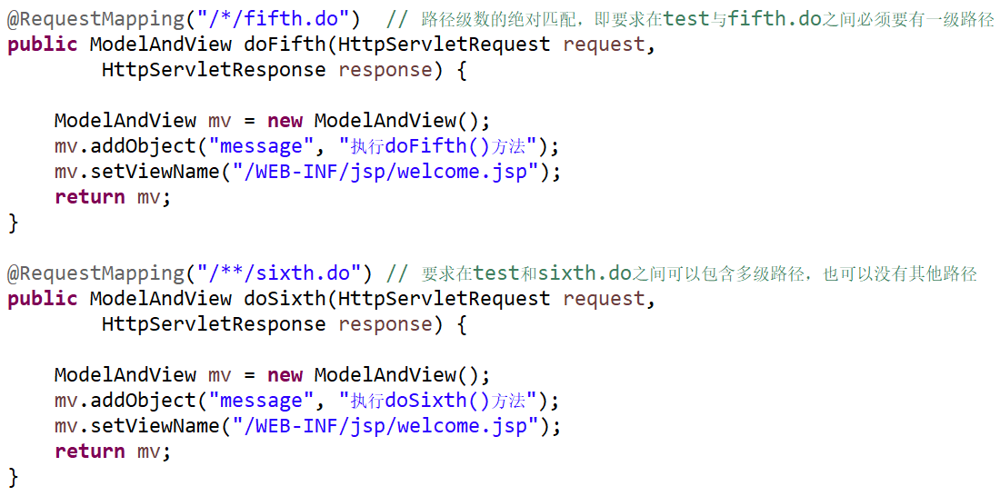 @RequestMapping("/*/fifth.do")  // 路径级数的绝对匹配，即要求在test与fifth.do之间必须要有一级路径
public ModelAndView doFifth(HttpServletRequest request,
        HttpServletResponse response) {
    ModelAndView mv = new ModelAndView();
    mv.addObject("message", "执行doFifth()方法");
    mv.setViewName("/WEB-INF/jsp/welcome.jsp");
    return mv;
}
@RequestMapping("/**/sixth.do") // 要求在test和sixth.do之间可以包含多级路径，也可以没有其他路径
public ModelAndView doSixth(HttpServletRequest request,
        HttpServletResponse response) {
    ModelAndView mv = new ModelAndView();
    mv.addObject("message", "执行doSixth()方法");
    mv.setViewName("/WEB-INF/jsp/welcome.jsp");
    return mv;
}